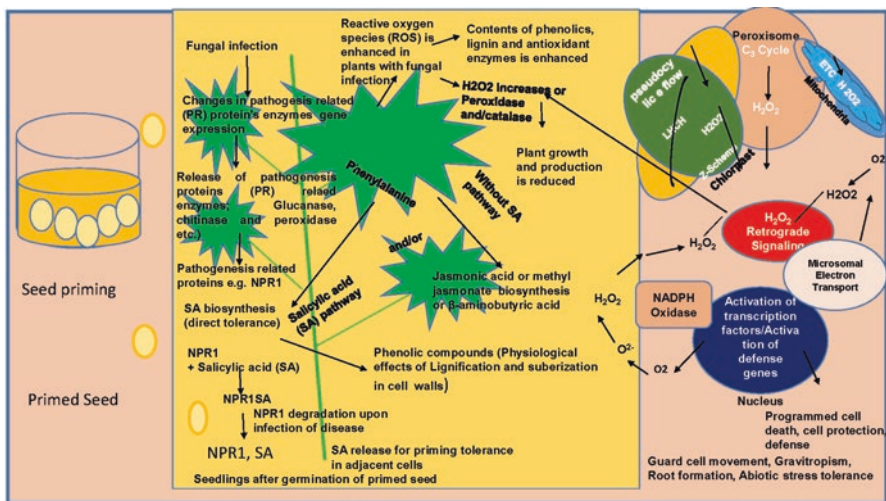 Seed priming
Primed Seed
Fungal infection
Changes in pathogesis related
(PR) protein's enzymes gene
expression
Release of pathogenesis
proteins (PR) relaed
enzymes; Glucanase,
chitinase and peroxidase
etc.)
Pathogenesis related
proteins e.g. NPR1
SA biosynthesis
(direct tolerance)
NPR1
+ Salicylic acid (SA)
NPR1SA
NPR1 degradation upon
infection of disease
NPR1, SA
Seedlings after germination of primed seed
Reactive oxygen
species (ROS) is
enhanced in
plants with fungal
infection
Contents of phenolics,
lignin and antioxidant
enzymes is enhanced
H2O2 Increases or
Peroxidase
and/catalase
Plant growth
and production
is reduced
Phenylalanine
Without SA
pathway
and/or
Salicylic acid
(SA) pathway
Jasmonic acid or methyl
jasmonate biosynthesis
or β-aminobutyric acid
Phenolic compounds (Physiological
effects of Lignification and suberization
in cell walls)
SA release for priming tolerance
in adjacent cells
pseudocyc
lic e flow
LHCH
H2O2
Z-Schem
Chlorplast
Peroxisome
C3 Cycle
H2O2
ETC H 2O2
Mitochondria
O2
H2O2
H2O2
Retrograde
Signaling
H2O2
Microsomal
Electron
Transport
H2O2
NADPH
Oxidase
O2-
O2
Activation of
transcription
factors/Activa
tion of
defense
genes
Nucleus
Programmed cell
death, cell protection,
defense
Guard cell movement, Gravitropism,
Root formation, Abiotic stress tolerance